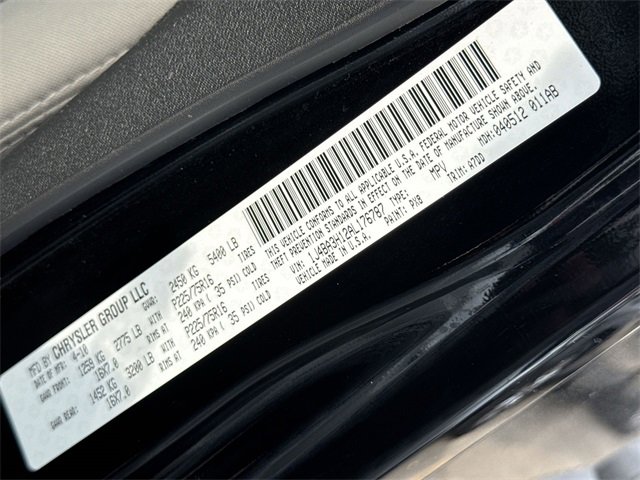 MFD BY CHRYSLER GROUP LLC
DATE OF MFR: 4-10 GVWR: 2450 KG 5400 LB
GAWR FRONT: 1259 KG 2775 LB WITH P225/75R16 TIRES
16X7.0 RIMS AT 240 KPA ( 35 PSI) COLD
GAWR REAR: 1452 KG 3200 LB WITH P225/75R16 TIRES
16X7.0 RIMS AT 240 KPA ( 35 PSI) COLD
THIS VEHICLE CONFORMS TO ALL APPLICABLE U.S.A. FEDERAL MOTOR VEHICLE SAFETY AND
THEFT PREVENTION STANDARDS IN EFFECT ON THE DATE OF MANUFACTURE SHOWN ABOVE.
VIN: 1J4BA3H12AL176787 TYPE: MPV MDH: 040512 011AB
VEHICLE MADE IN U.S.A. PAINT: PXB TRIM: A7DD